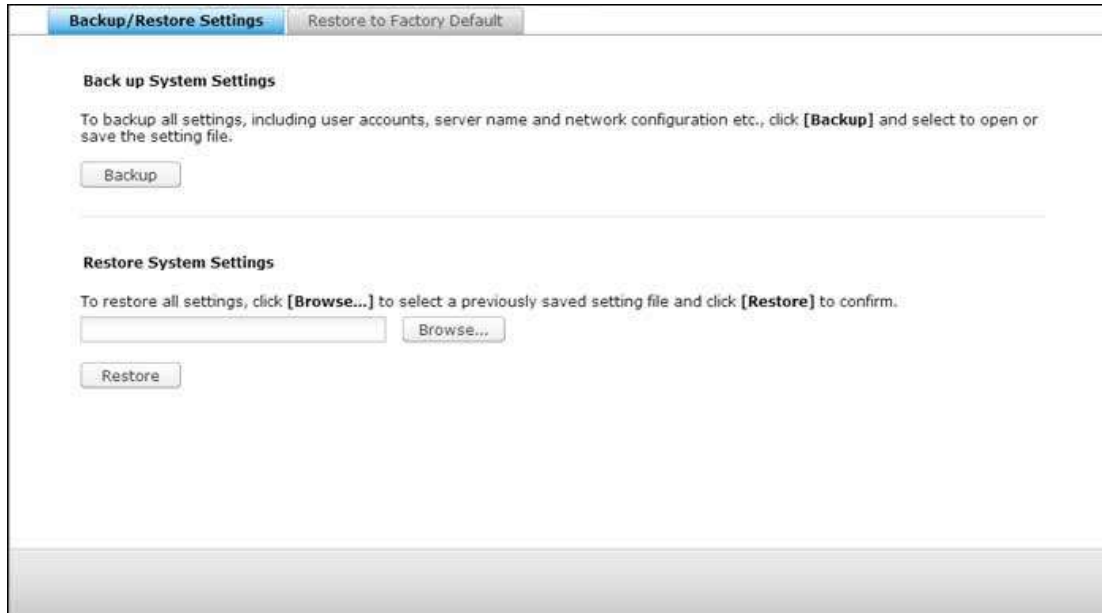 Backup/Restore Settings
Restore to Factory Default
Back up System Settings
To backup all settings, including user accounts, server name and network configuration etc., click [Backup] and select to open or
save the setting file.
Backup
Restore System Settings
To restore all settings, click [Browse...] to select a previously saved setting file and click [Restore] to confirm.
Browse...
Restore